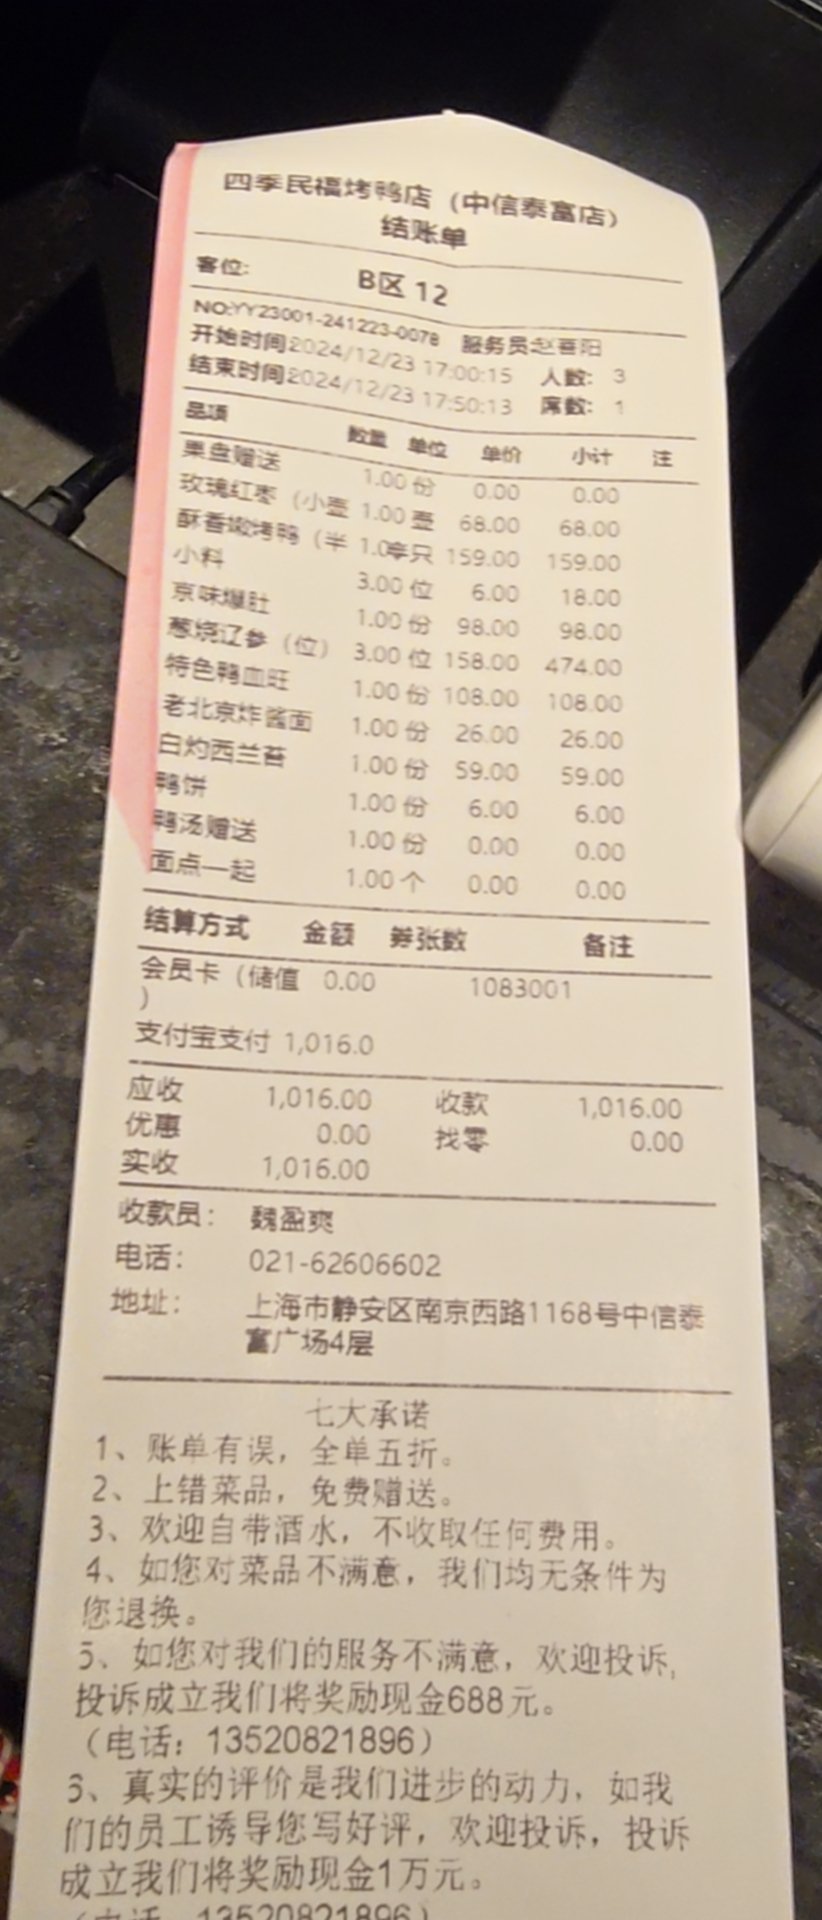 四季民福烤鸭店（中信泰富店）
结账单
客位: B区 12
NO:YY23001-241223-0078 服务员:赵喜阳
开始时间2024/12/23 17:00:15 人数: 3
结束时间2024/12/23 17:50:13 席数: 1
品项 数量 单位 单价 小计 注
果盘赠送 1.00 份 0.00 0.00
玫瑰红枣（小壶 1.00 壶 68.00 68.00
酥香嫩烤鸭（半 1.0 只 159.00 159.00
小料 3.00 位 6.00 18.00
京味爆肚 1.00 份 98.00 98.00
葱烧辽参（位） 3.00 位 158.00 474.00
特色鸭血旺 1.00 份 108.00 108.00
老北京炸酱面 1.00 份 26.00 26.00
白灼西兰苔 1.00 份 59.00 59.00
鸭饼 1.00 份 6.00 6.00
鸭汤赠送 1.00 份 0.00 0.00
面点一起 1.00 个 0.00 0.00
结算方式 金额 券张数 备注
会员卡（储值 0.00 1083001
）
支付宝支付 1,016.0
应收 1,016.00 收款 1,016.00
优惠 0.00 找零 0.00
实收 1,016.00
收款员: 魏盈爽
电话: 021-62606602
地址: 上海市静安区南京西路1168号中信泰
富广场4层
七大承诺
1、账单有误，全单五折。
2、上错菜品，免费赠送。
3、欢迎自带酒水，不收取任何费用。
4、如您对菜品不满意，我们均无条件为
您退换。
5、如您对我们的服务不满意，欢迎投诉,
投诉成立我们将奖励现金688元。
（电话：13520821896）
6、真实的评价是我们进步的动力，如我
们的员工诱导您写好评，欢迎投诉，投诉
成立我们将奖励现金1万元。
（电话：13520821896）